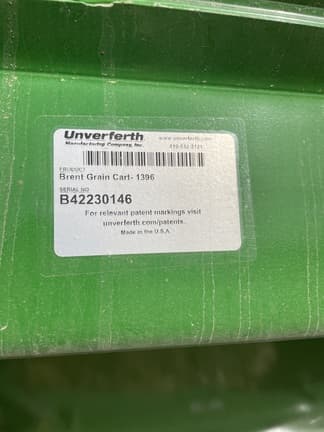 Unverferth
www.unverferth.com
Manufacturing Company, Inc.
PRODUCT
Brent Grain Cart- 1396
SERIAL NO
B42230146
For relevant patent markings visit
unverferth.com/patents.
Made in the U.S.A.